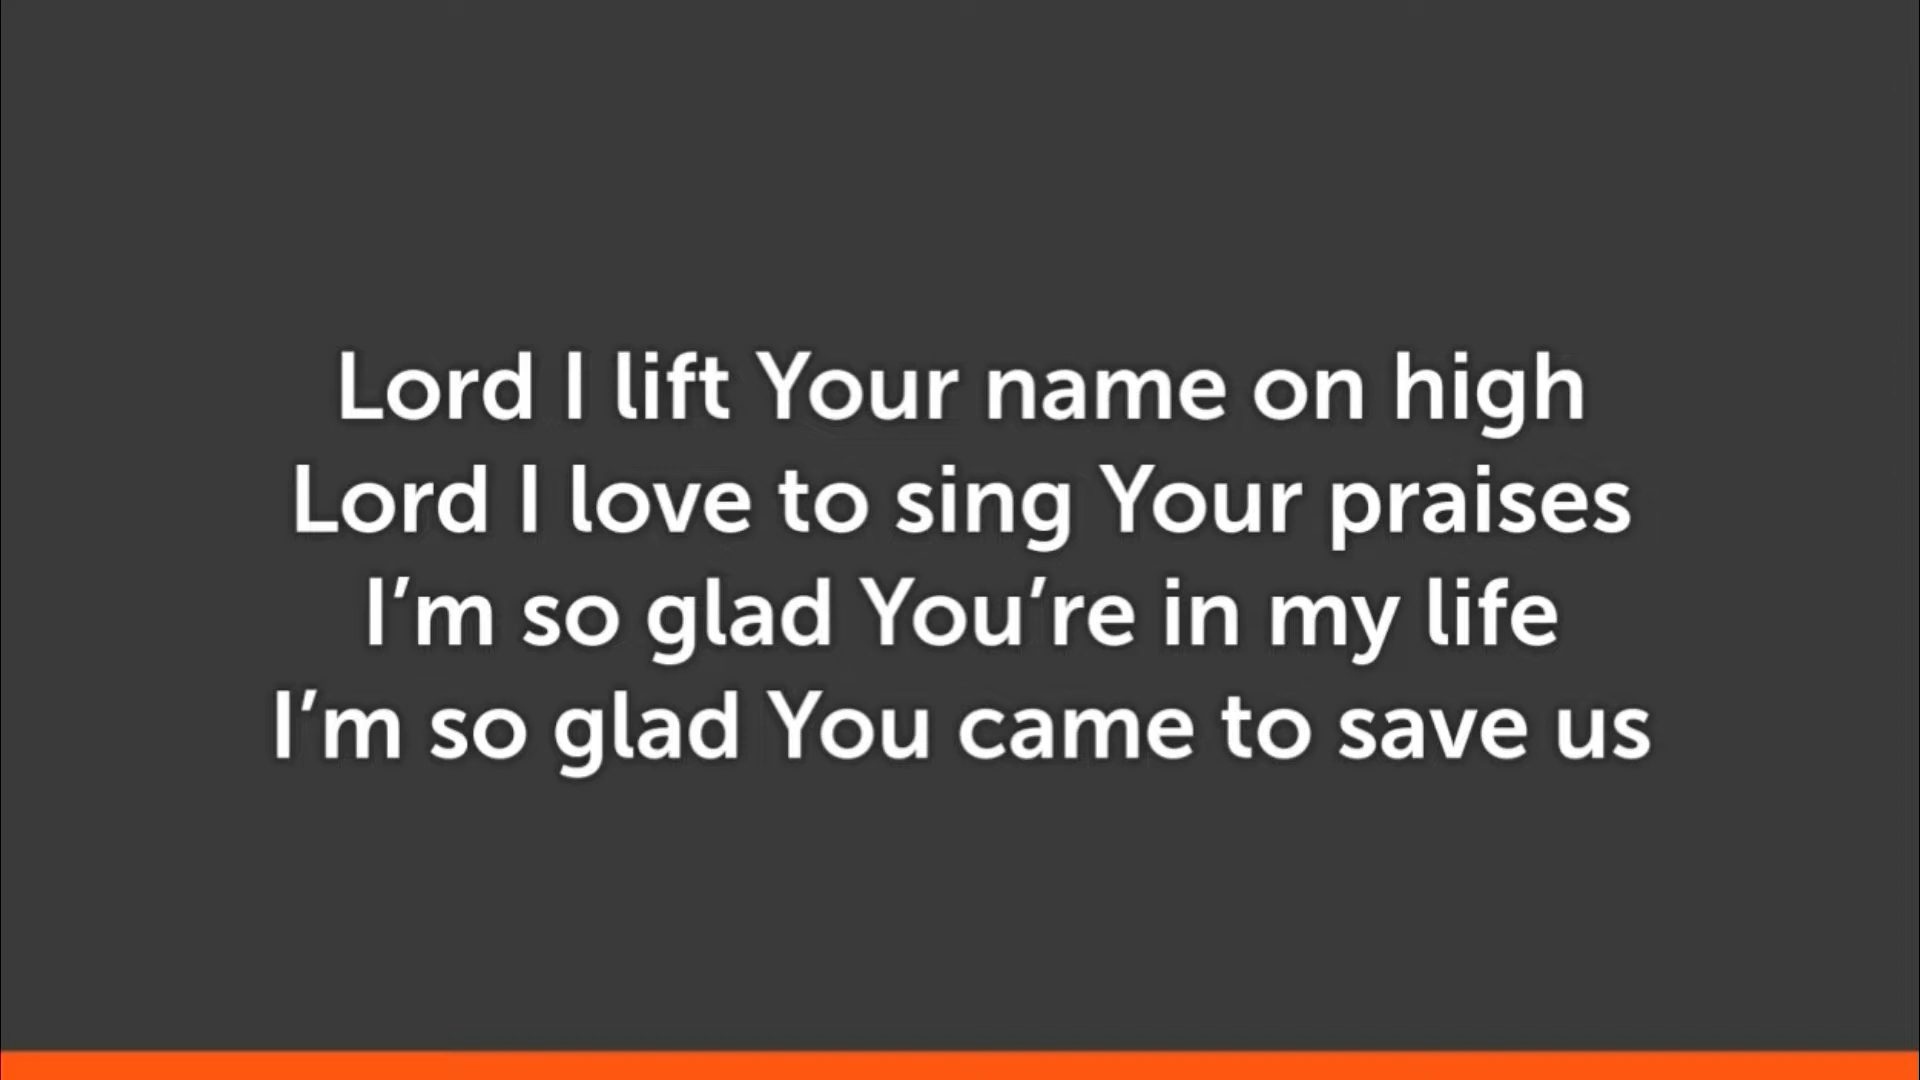 Lord I lift Your name on high
Lord I love to sing Your praises
I’m so glad You’re in my life
I’m so glad You came to save us